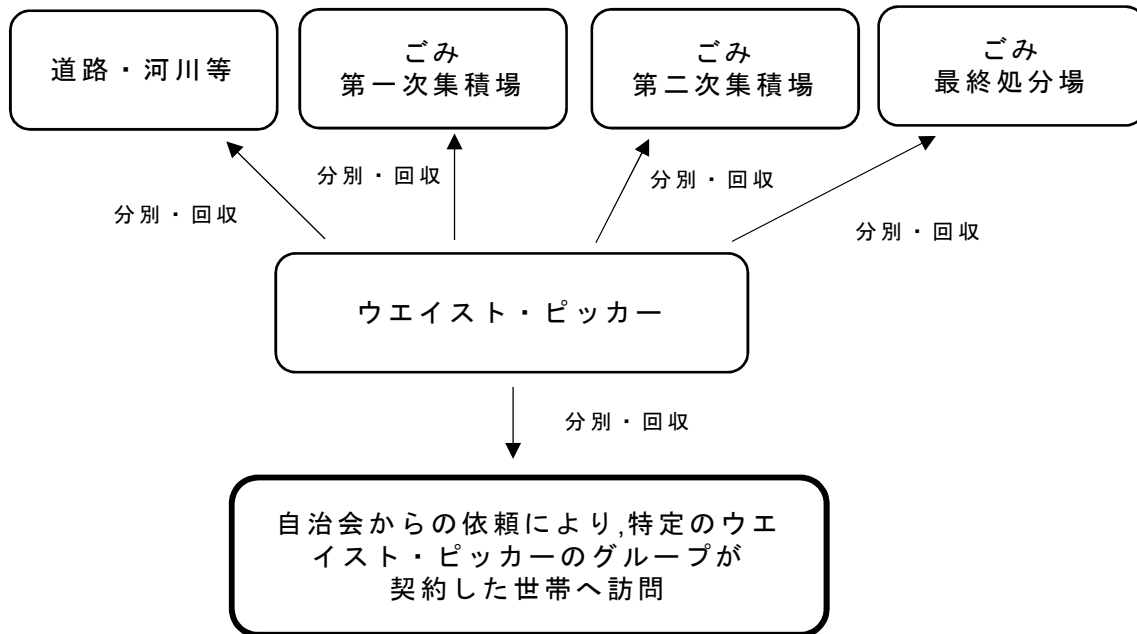 道路・河川等
ごみ
第一次集積場
ごみ
第二次集積場
ごみ
最終処分場
分別・回収
分別・回収
分別・回収
分別・回収
ウエイスト・ピッカー
分別・回収
自治会からの依頼により,特定のウエ
イスト・ピッカーのグループが
契約した世帯へ訪問